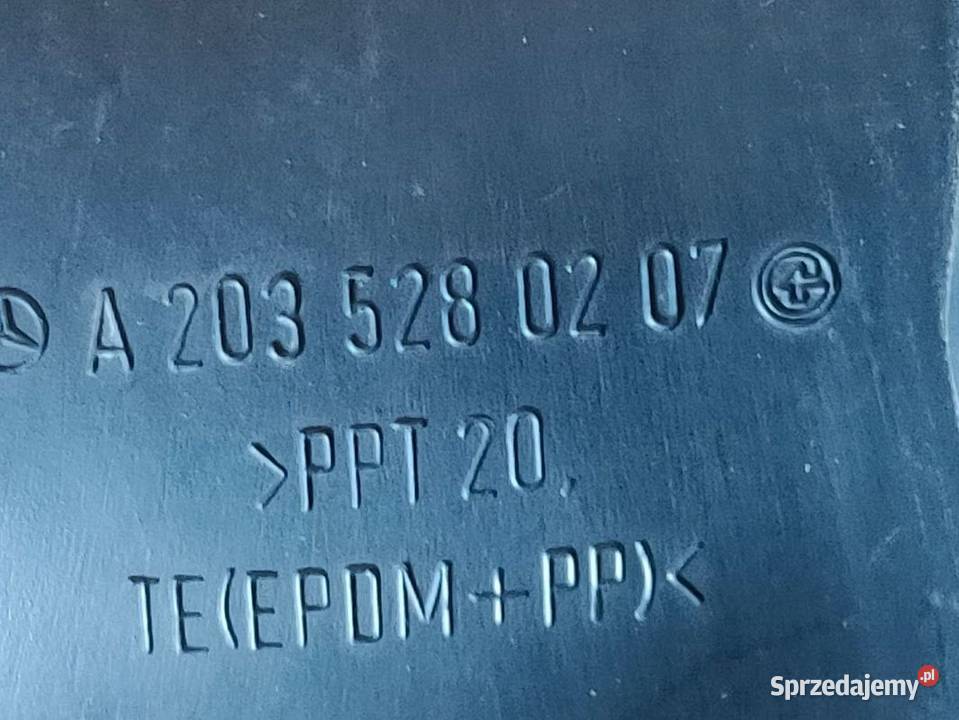 A 203 528 02 07
>PPT 20,
TE(EPDM+PP)<
Sprzedajemy.pl